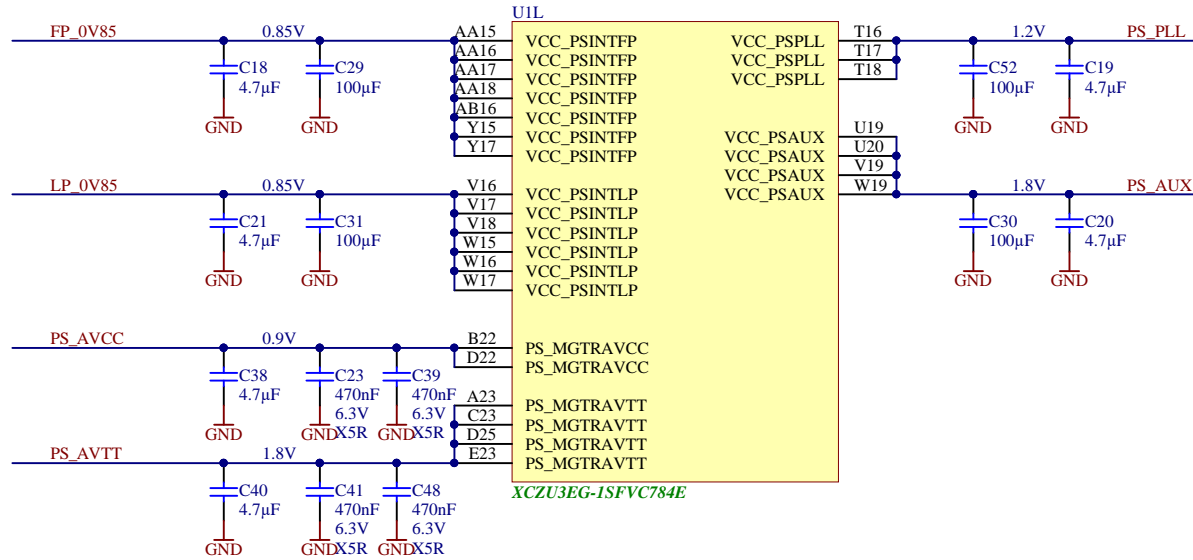 U1L
FP_0V85
0.85V
C18
4.7µF
GND
C29
100µF
GND
AA15
AA16
AA17
AA18
AB16
Y15
Y17
VCC_PSINTFP
VCC_PSINTFP
VCC_PSINTFP
VCC_PSINTFP
VCC_PSINTFP
VCC_PSINTFP
VCC_PSINTFP
LP_0V85
0.85V
C21
4.7µF
GND
C31
100µF
GND
V16
V17
V18
W15
W16
W17
VCC_PSINTLP
VCC_PSINTLP
VCC_PSINTLP
VCC_PSINTLP
VCC_PSINTLP
VCC_PSINTLP
PS_AVCC
0.9V
C38
4.7µF
GND
C23
470nF
6.3V
X5R
GND
C39
470nF
6.3V
X5R
GND
B22
D22
PS_MGTRAVCC
PS_MGTRAVCC
PS_AVTT
1.8V
C40
4.7µF
GND
C41
470nF
6.3V
X5R
GND
C48
470nF
6.3V
X5R
GND
A23
C23
D25
E23
PS_MGTRAVTT
PS_MGTRAVTT
PS_MGTRAVTT
PS_MGTRAVTT
VCC_PSPLL
VCC_PSPLL
VCC_PSPLL
T16
T17
T18
1.2V
PS_PLL
C52
100µF
GND
C19
4.7µF
GND
VCC_PSAUX
VCC_PSAUX
VCC_PSAUX
VCC_PSAUX
U19
U20
V19
W19
1.8V
PS_AUX
C30
100µF
GND
C20
4.7µF
GND
XCZU3EG-1SFVC784E